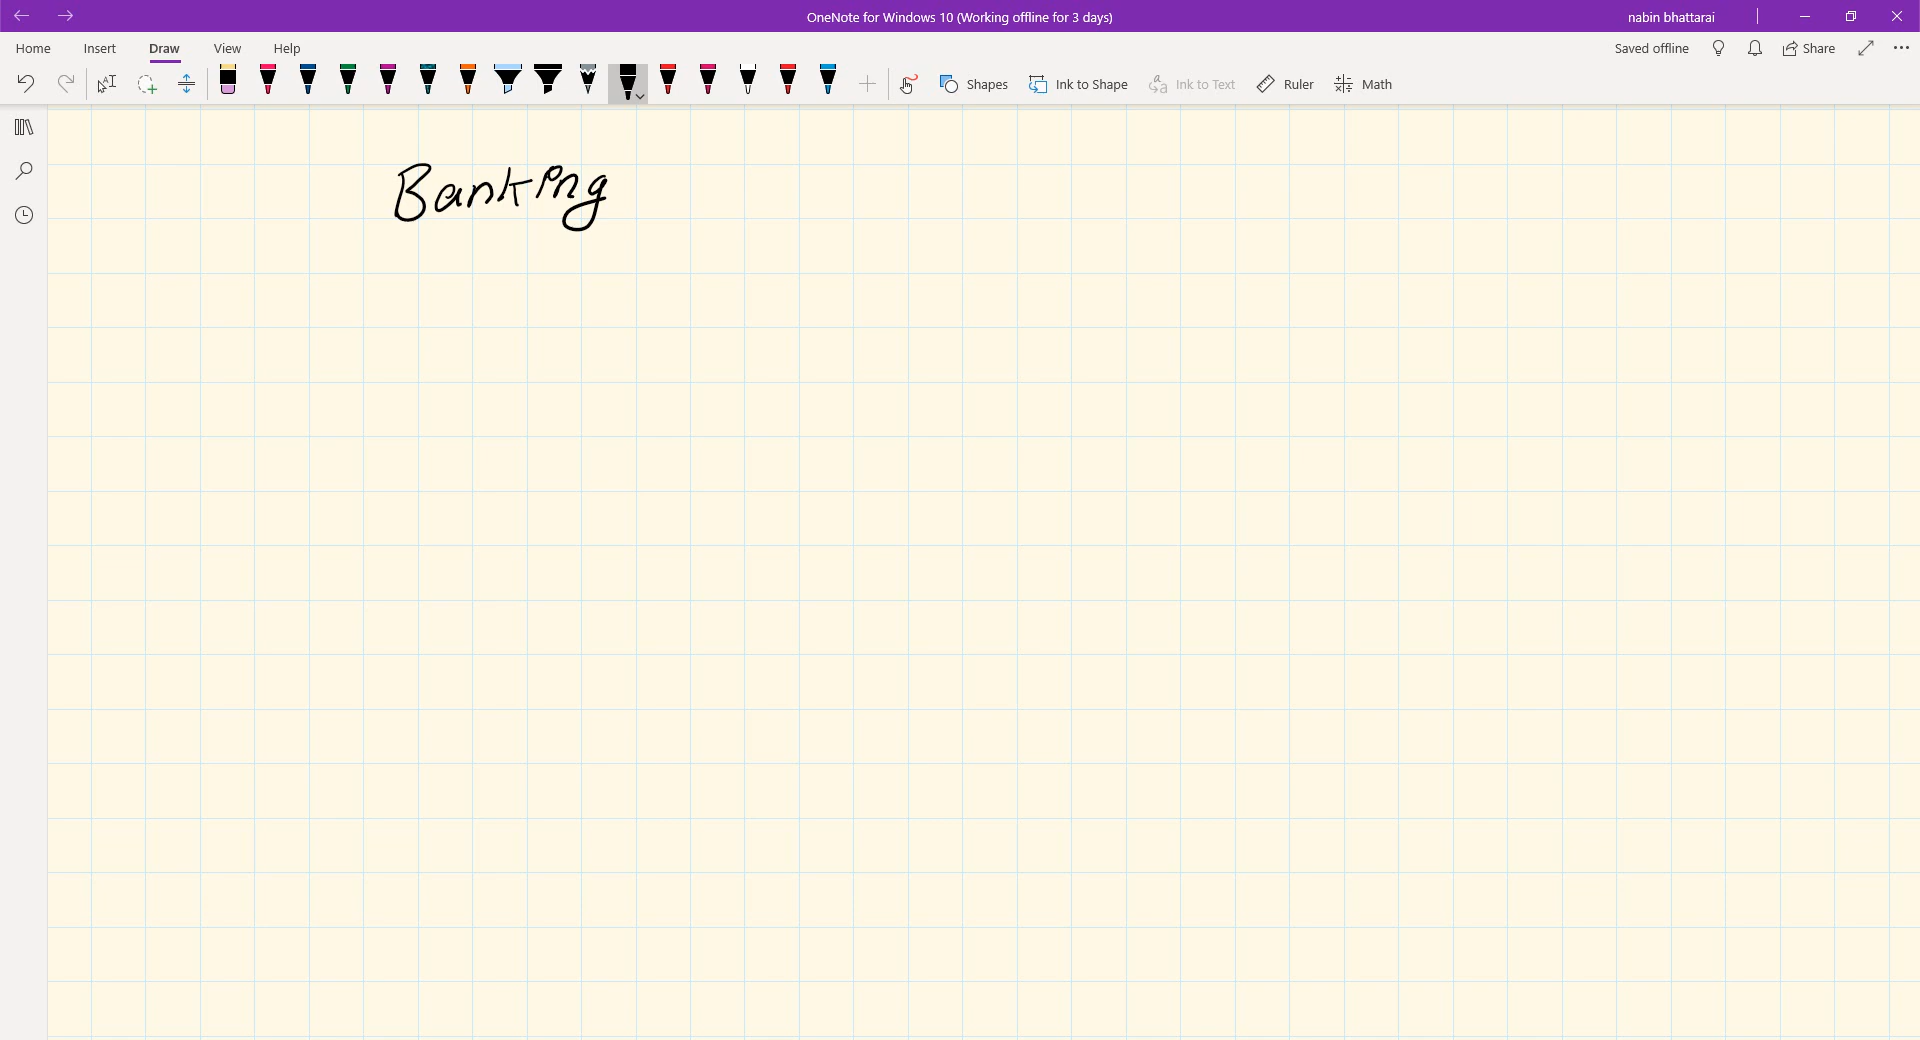 OneNote for Windows 10 (Working offline for 3 days)
nabin bhattarai
Home Insert Draw View Help
Saved offline Share
Shapes Ink to Shape Ink to Text Ruler Math
Banking